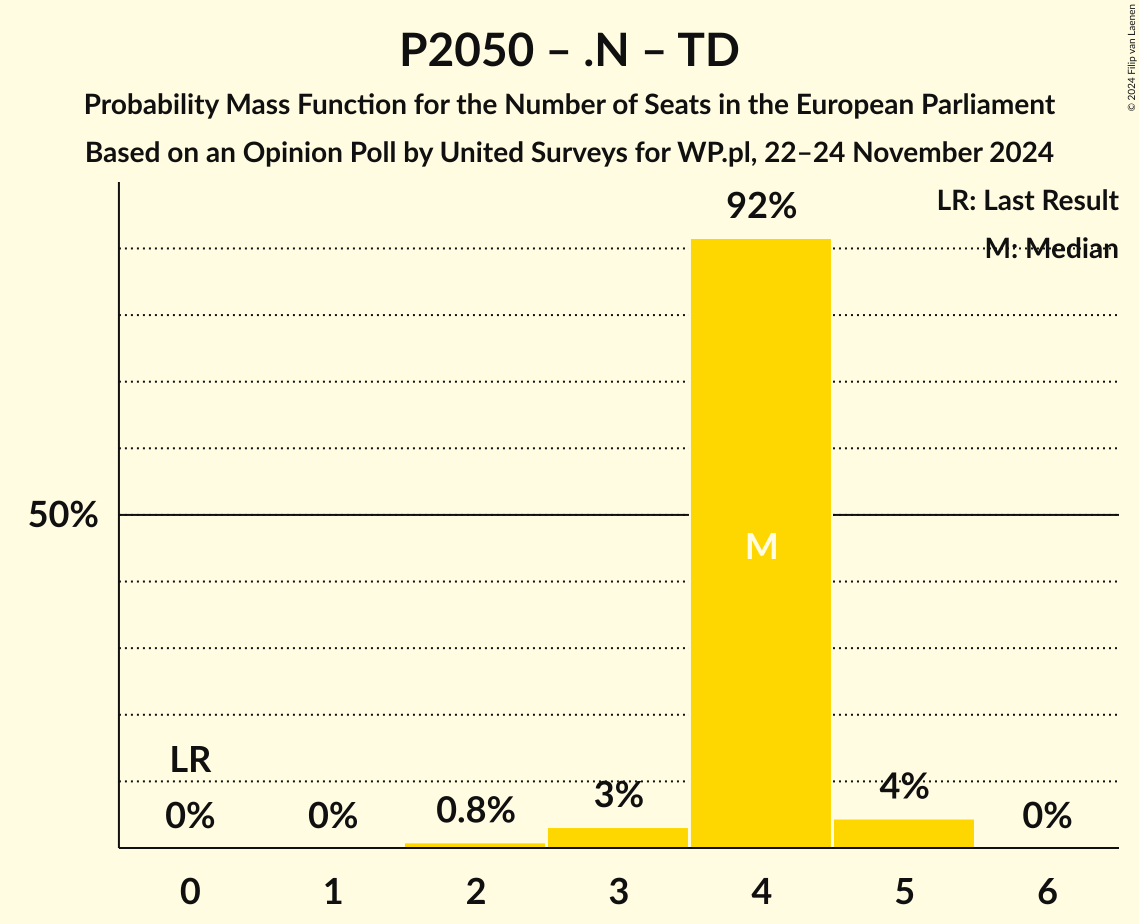 P2050 – .N – TD
Probability Mass Function for the Number of Seats in the European Parliament
Based on an Opinion Poll by United Surveys for WP.pl, 22–24 November 2024
© 2024 Filip van Laenen
LR: Last Result
M: Median
92%
50%
M
LR
0%
0%
0.8%
3%
4%
0%
0
1
2
3
4
5
6